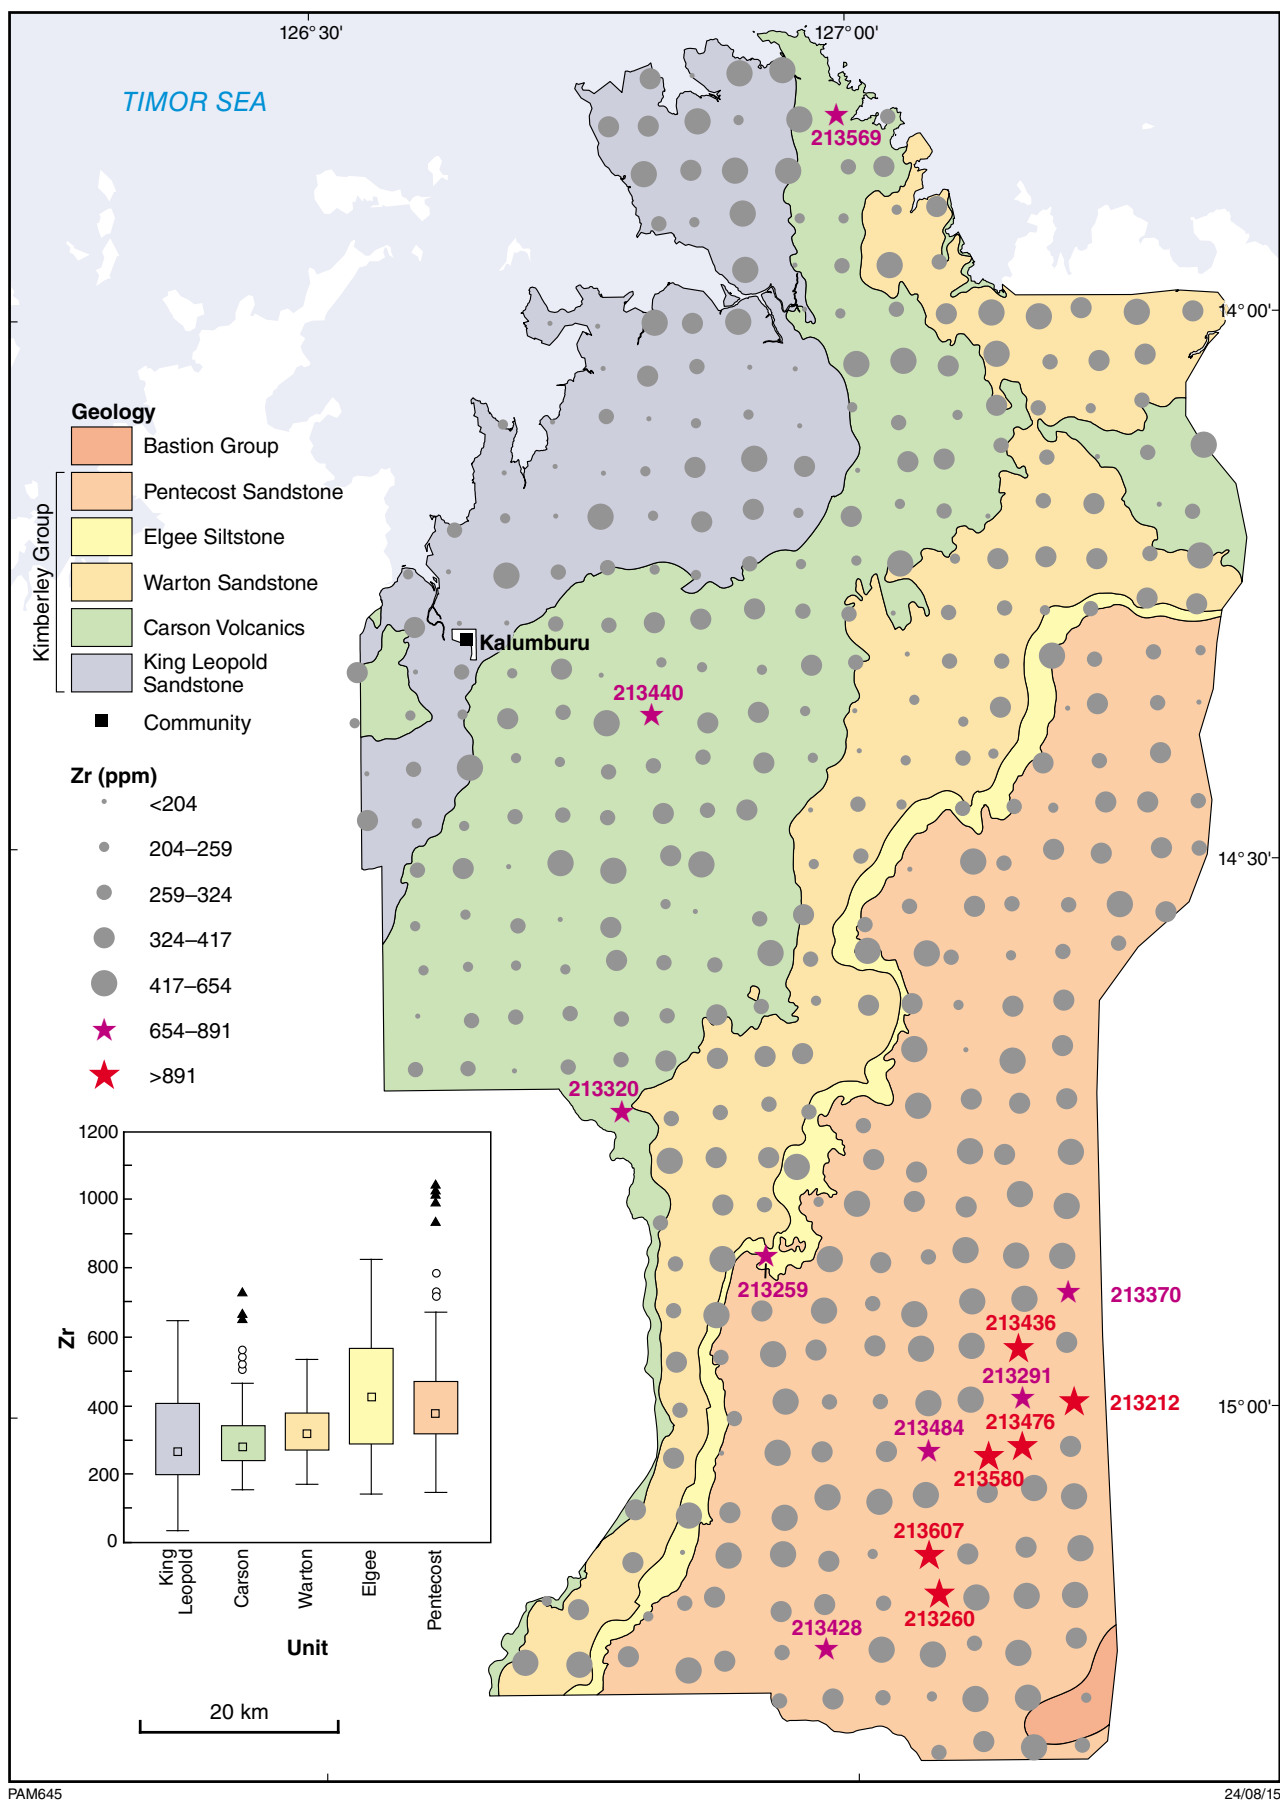 126° 30'
127° 00'
TIMOR SEA
213569
14° 00'
Geology
Bastion Group
Pentecost Sandstone
Elgee Siltstone
Warton Sandstone
Carson Volcanics
King Leopold
Sandstone
Kimberley Group
Community
Kalumburu
213440
Zr (ppm)
<204
204–259
259–324
324–417
417–654
654–891
>891
14° 30'
213320
213259
213370
213436
213291
213212
213476
213484
213580
213607
213260
213428
15° 00'
1200
1000
800
600
400
200
0
Zr
King
Leopold
Carson
Warton
Elgee
Pentecost
Unit
20 km
PAM645
24/08/15